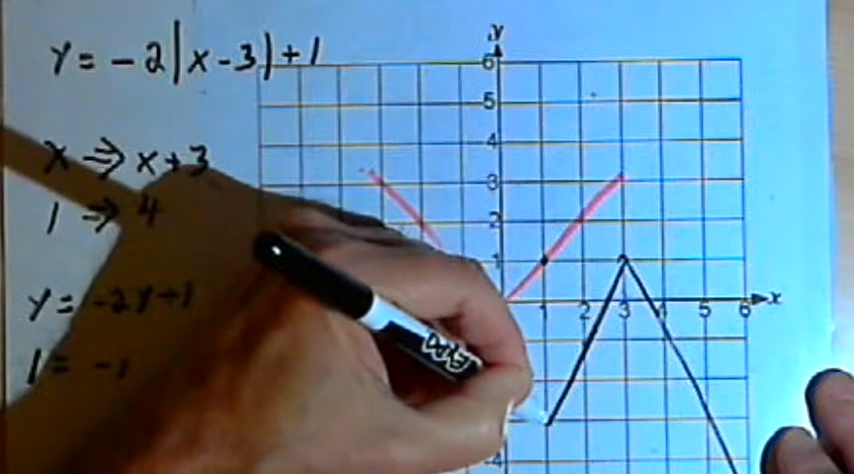 y = -2|x-3|+1
x ⇒ x+3
1 ⇒ 4
y = -2y+1
1 = -1
y
6
5
4
3
2
1
1 2 3 4 5 6 x
-4
EXPO